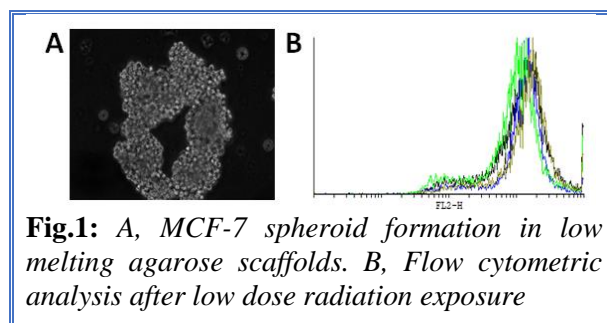 A
B
FL2-H
Fig.1: A, MCF-7 spheroid formation in low
melting agarose scaffolds. B, Flow cytometric
analysis after low dose radiation exposure